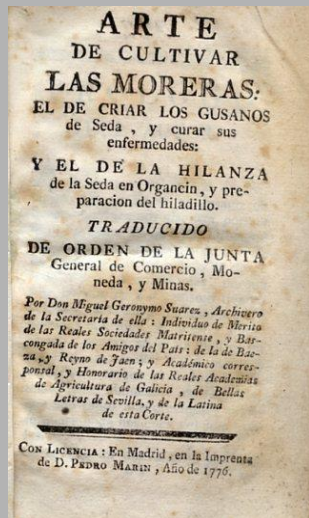 ARTE
DE CULTIVAR
LAS MORERAS:
EL DE CRIAR LOS GUSANOS
de Seda , y curar sus
enfermedades:
Y EL DE LA HILANZA
de la Seda en Organcin, y pre-
paracion del hiladillo.
TRADUCIDO
DE ORDEN DE LA JUNTA
General de Comercio, Mo-
neda, y Minas.
Por Don Miguel Geronymo Suarez, Archivero
de la Secretaría de ella: Individuo de Merito
de las Reales Sociedades Matritense, y Bas-
congada de los Amigos del País: de la de Bae-
za, y Reyno de Jaen; y Académico corres-
ponsal, y Honorario de las Reales Academias
de Agricultura de Galicia, de Bellas
Letras de Sevilla, y de la Latina
de esta Corte.
CON LICENCIA: En Madrid, en la Imprenta
de D. PEDRO MARIN, Año de 1776.